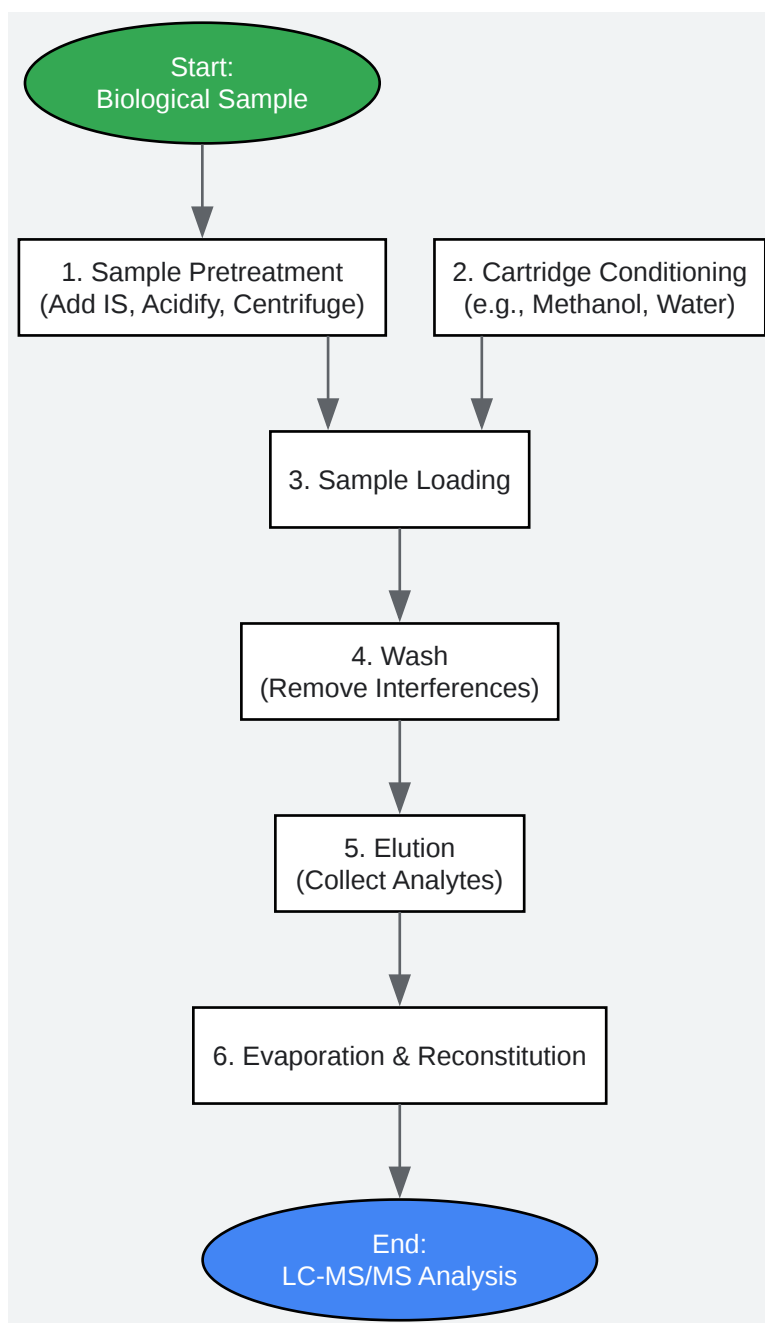 Start:
Biological Sample
1. Sample Pretreatment
(Add IS, Acidify, Centrifuge)
2. Cartridge Conditioning
(e.g., Methanol, Water)
3. Sample Loading
4. Wash
(Remove Interferences)
5. Elution
(Collect Analytes)
6. Evaporation & Reconstitution
End:
LC-MS/MS Analysis